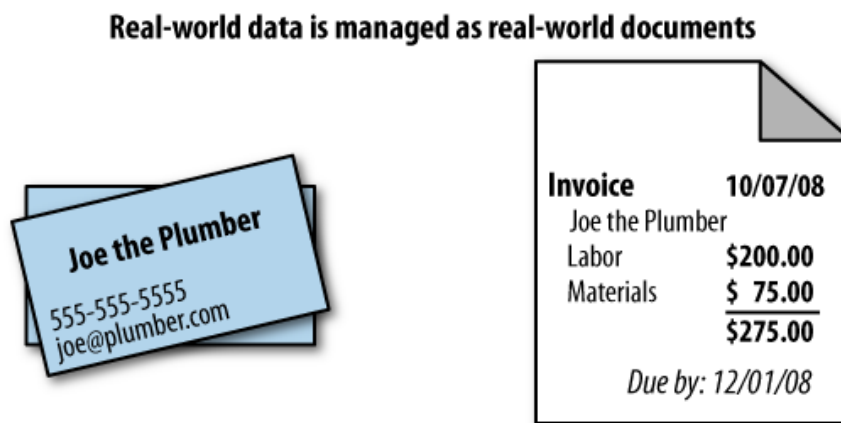 Real-world data is managed as real-world documents
Joe the Plumber
555-555-5555
joe@plumber.com
Invoice 10/07/08
Joe the Plumber
Labor $200.00
Materials $ 75.00
$275.00
Due by: 12/01/08